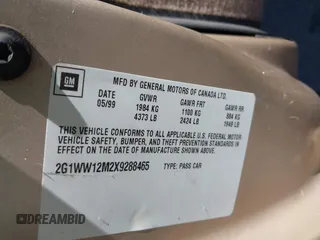 GM
MFD BY GENERAL MOTORS OF CANADA LTD.
DATE GVWR GAWR FRT GAWR RR
05/99 1984 KG 1100 KG 884 KG
4373 LB 2424 LB 1949 LB
THIS VEHICLE CONFORMS TO ALL APPLICABLE U.S. FEDERAL
MOTOR VEHICLE SAFETY, BUMPER, AND THEFT
PREVENTION STANDARDS IN EFFECT ON THE DATE OF
MANUFACTURE SHOWN ABOVE.
2G1WW12M2X9288465 TYPE: PASS CAR
DREAMBID